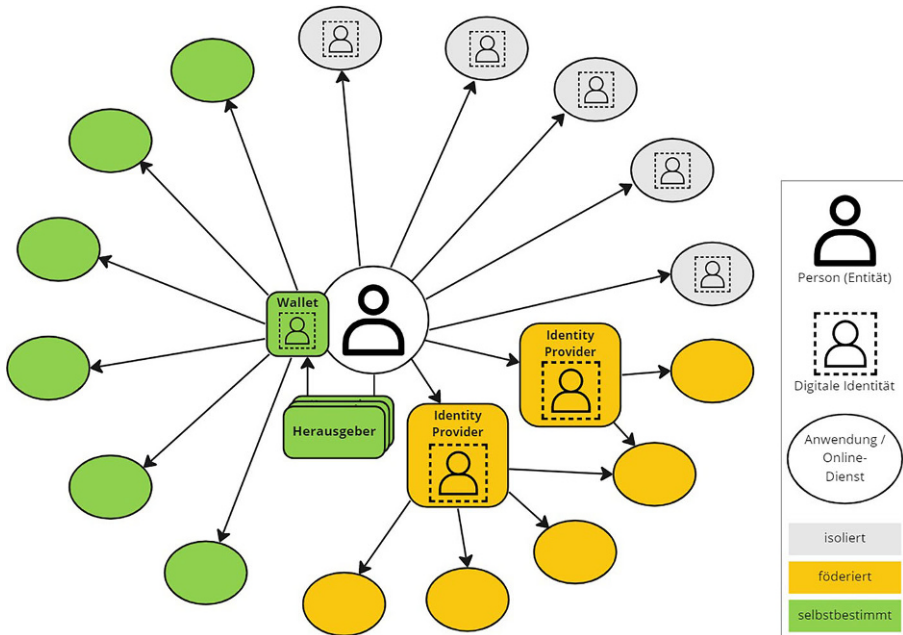 Wallet
Herausgeber
Identity
Provider
Identity
Provider
Person (Entität)
Digitale Identität
Anwendung /
Online-
Dienst
isoliert
föderiert
selbstbestimmt